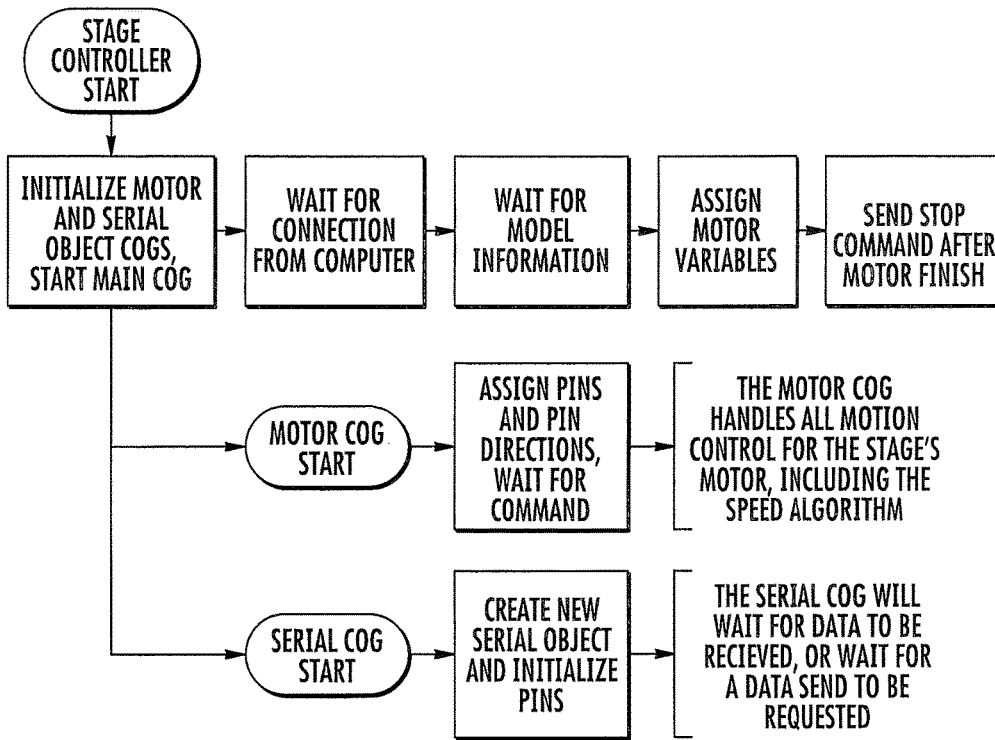 STAGE
CONTROLLER
START
INITIALIZE MOTOR
AND SERIAL
OBJECT COGS,
START MAIN COG
WAIT FOR
CONNECTION
FROM COMPUTER
WAIT FOR
MODEL
INFORMATION
ASSIGN
MOTOR
VARIABLES
SEND STOP
COMMAND AFTER
MOTOR FINISH
MOTOR COG
START
ASSIGN PINS
AND PIN
DIRECTIONS,
WAIT FOR
COMMAND
THE MOTOR COG
HANDLES ALL MOTION
CONTROL FOR THE STAGE'S
MOTOR, INCLUDING THE
SPEED ALGORITHM
SERIAL COG
START
CREATE NEW
SERIAL OBJECT
AND INITIALIZE
PINS
THE SERIAL COG WILL
WAIT FOR DATA TO BE
RECIEVED, OR WAIT FOR
A DATA SEND TO BE
REQUESTED